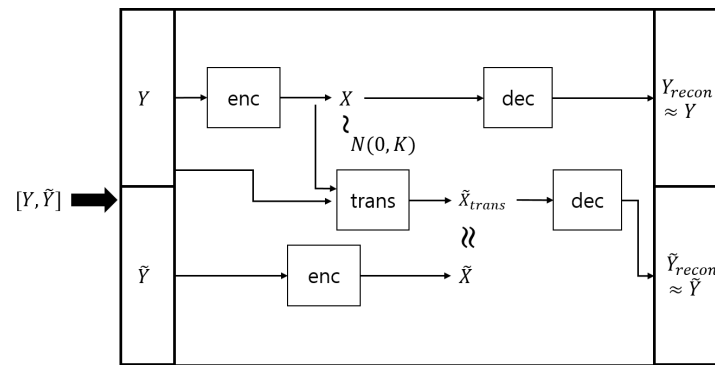 [Y, Ỹ]
Y
enc
X
~
N(0, K)
dec
Y_recon
≈ Y
trans
X̃_trans
dec
≈
Ỹ
enc
X̃
Ỹ_recon
≈ Ỹ